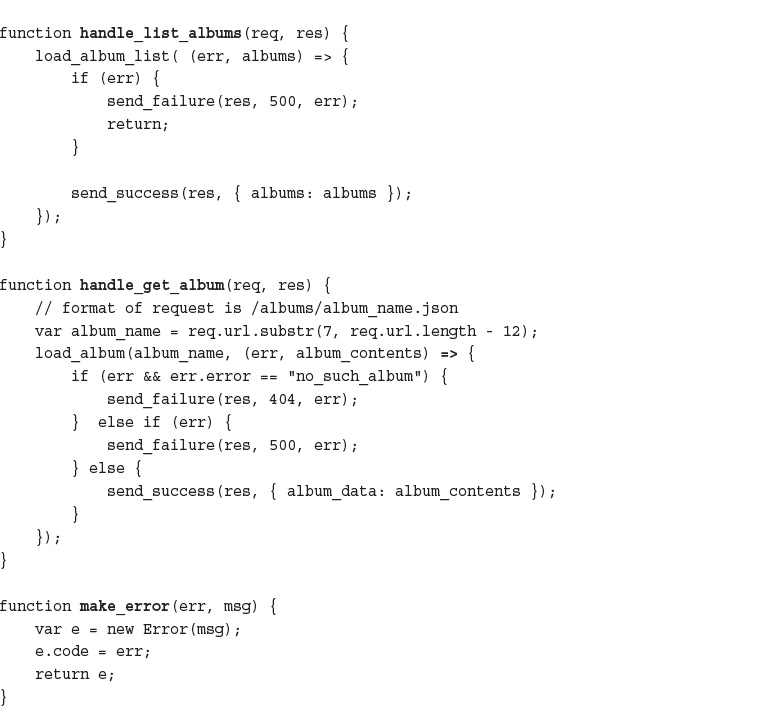 function handle_list_albums(req, res) {
    load_album_list( (err, albums) => {
        if (err) {
            send_failure(res, 500, err);
            return;
        }

        send_success(res, { albums: albums });
    });
}

function handle_get_album(req, res) {
    // format of request is /albums/album_name.json
    var album_name = req.url.substr(7, req.url.length - 12);
    load_album(album_name, (err, album_contents) => {
        if (err && err.error == "no_such_album") {
            send_failure(res, 404, err);
        }  else if (err) {
            send_failure(res, 500, err);
        } else {
            send_success(res, { album_data: album_contents });
        }
    });
}

function make_error(err, msg) {
    var e = new Error(msg);
    e.code = err;
    return e;
}